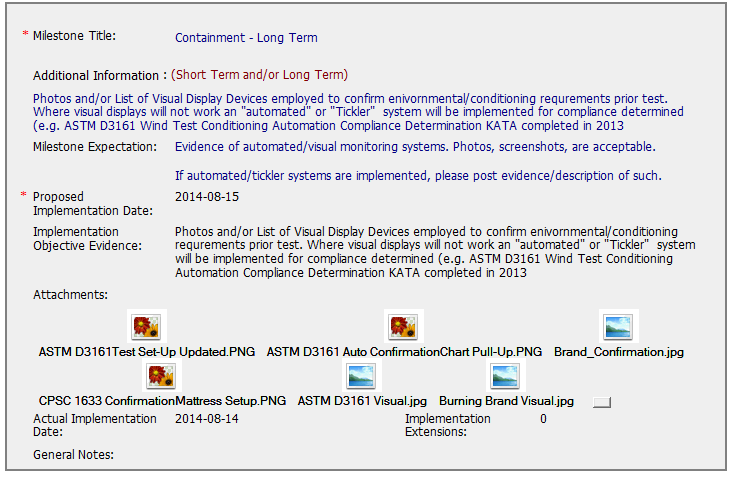 * Milestone Title: Containment - Long Term
Additional Information : (Short Term and/or Long Term)
Photos and/or List of Visual Display Devices employed to confirm enivornmental/conditioning requrements prior test.
Where visual displays will not work an "automated" or "Tickler" system will be implemented for compliance determined
(e.g. ASTM D3161 Wind Test Conditioning Automation Compliance Determination KATA completed in 2013
Milestone Expectation: Evidence of automated/visual monitoring systems. Photos, screenshots, are acceptable.
If automated/tickler systems are implemented, please post evidence/description of such.
* Proposed Implementation Date: 2014-08-15
Implementation Objective Evidence:
Photos and/or List of Visual Display Devices employed to confirm enivornmental/conditioning
requrements prior test. Where visual displays will not work an "automated" or "Tickler" system
will be implemented for compliance determined (e.g. ASTM D3161 Wind Test Conditioning
Automation Compliance Determination KATA completed in 2013
Attachments:
ASTM D3161Test Set-Up Updated.PNG ASTM D3161 Auto ConfirmationChart Pull-Up.PNG Brand_Confirmation.jpg
CPSC 1633 ConfirmationMattress Setup.PNG ASTM D3161 Visual.jpg Burning Brand Visual.jpg
Actual Implementation Date: 2014-08-14
Implementation Extensions: 0
General Notes: